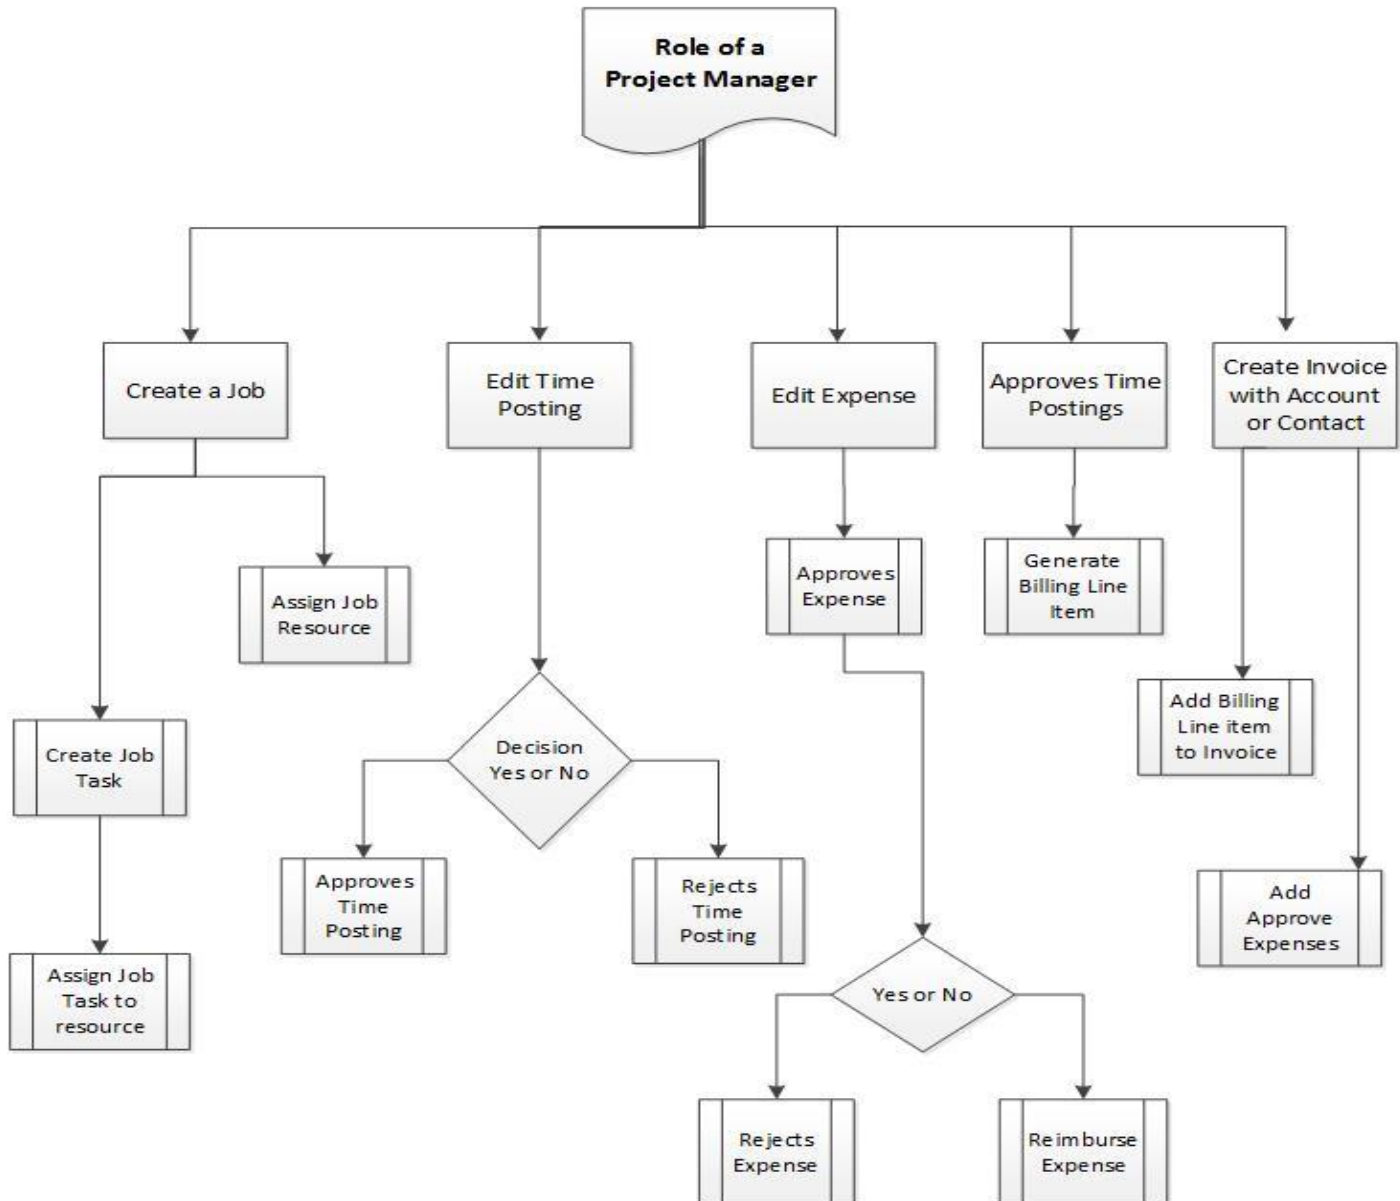 Role of a
Project Manager
Create a Job
Edit Time
Posting
Edit Expense
Approves Time
Postings
Create Invoice
with Account
or Contact
Assign Job
Resource
Approves
Expense
Generate
Billing Line
Item
Create Job
Task
Decision
Yes or No
Add Billing
Line item
to Invoice
Approves
Time
Posting
Rejects
Time
Posting
Add
Approve
Expenses
Assign Job
Task to
resource
Yes or No
Rejects
Expense
Reimburse
Expense